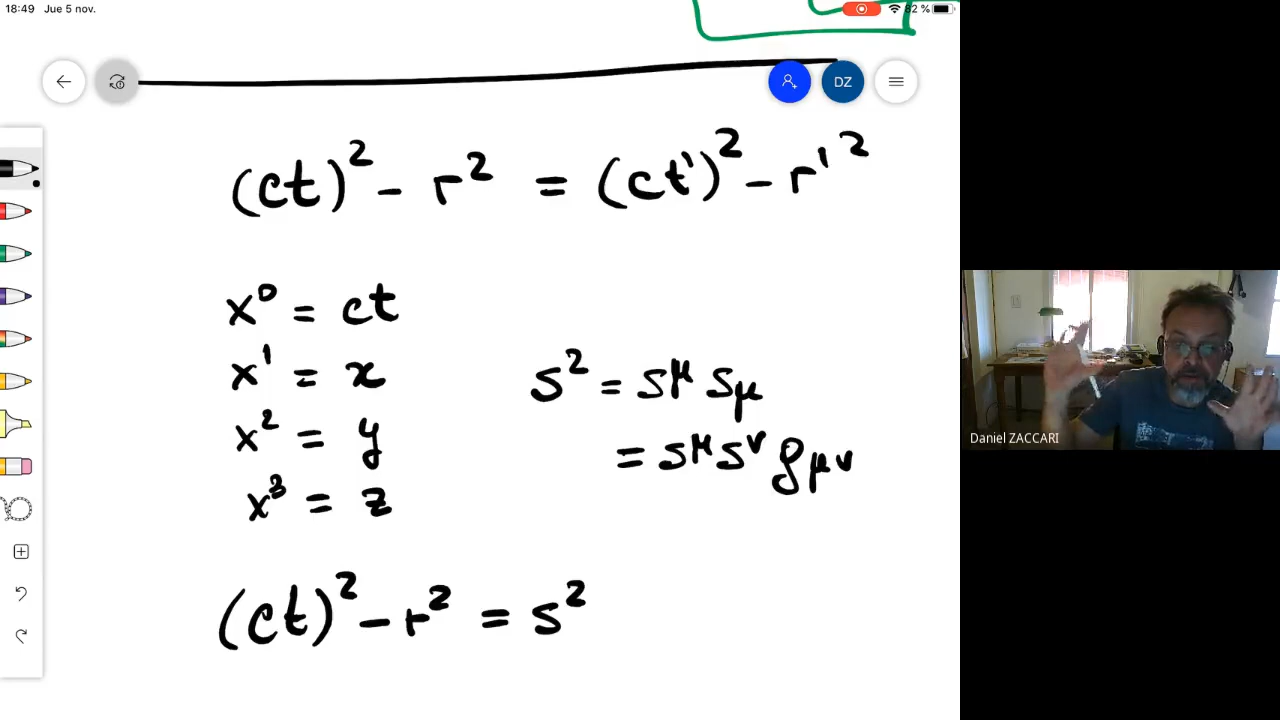 18:49 Jue 5 nov.
82 %
DZ
(ct)² - r² = (ct')² - r'²
x⁰ = ct
x¹ = x
s² = s^μ s_μ
x² = y
= s^μ s^ν g_μν
x³ = z
(ct)² - r² = s²
Daniel ZACCARI